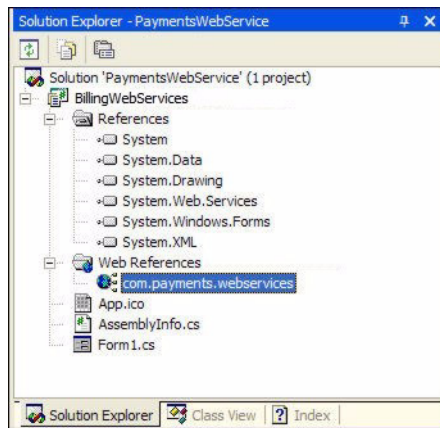 Solution Explorer - PaymentsWebService
Solution 'PaymentsWebService' (1 project)
BillingWebServices
References
System
System.Data
System.Drawing
System.Web.Services
System.Windows.Forms
System.XML
Web References
com.payments.webservices
App.ico
AssemblyInfo.cs
Form1.cs
Solution Explorer Class View Index